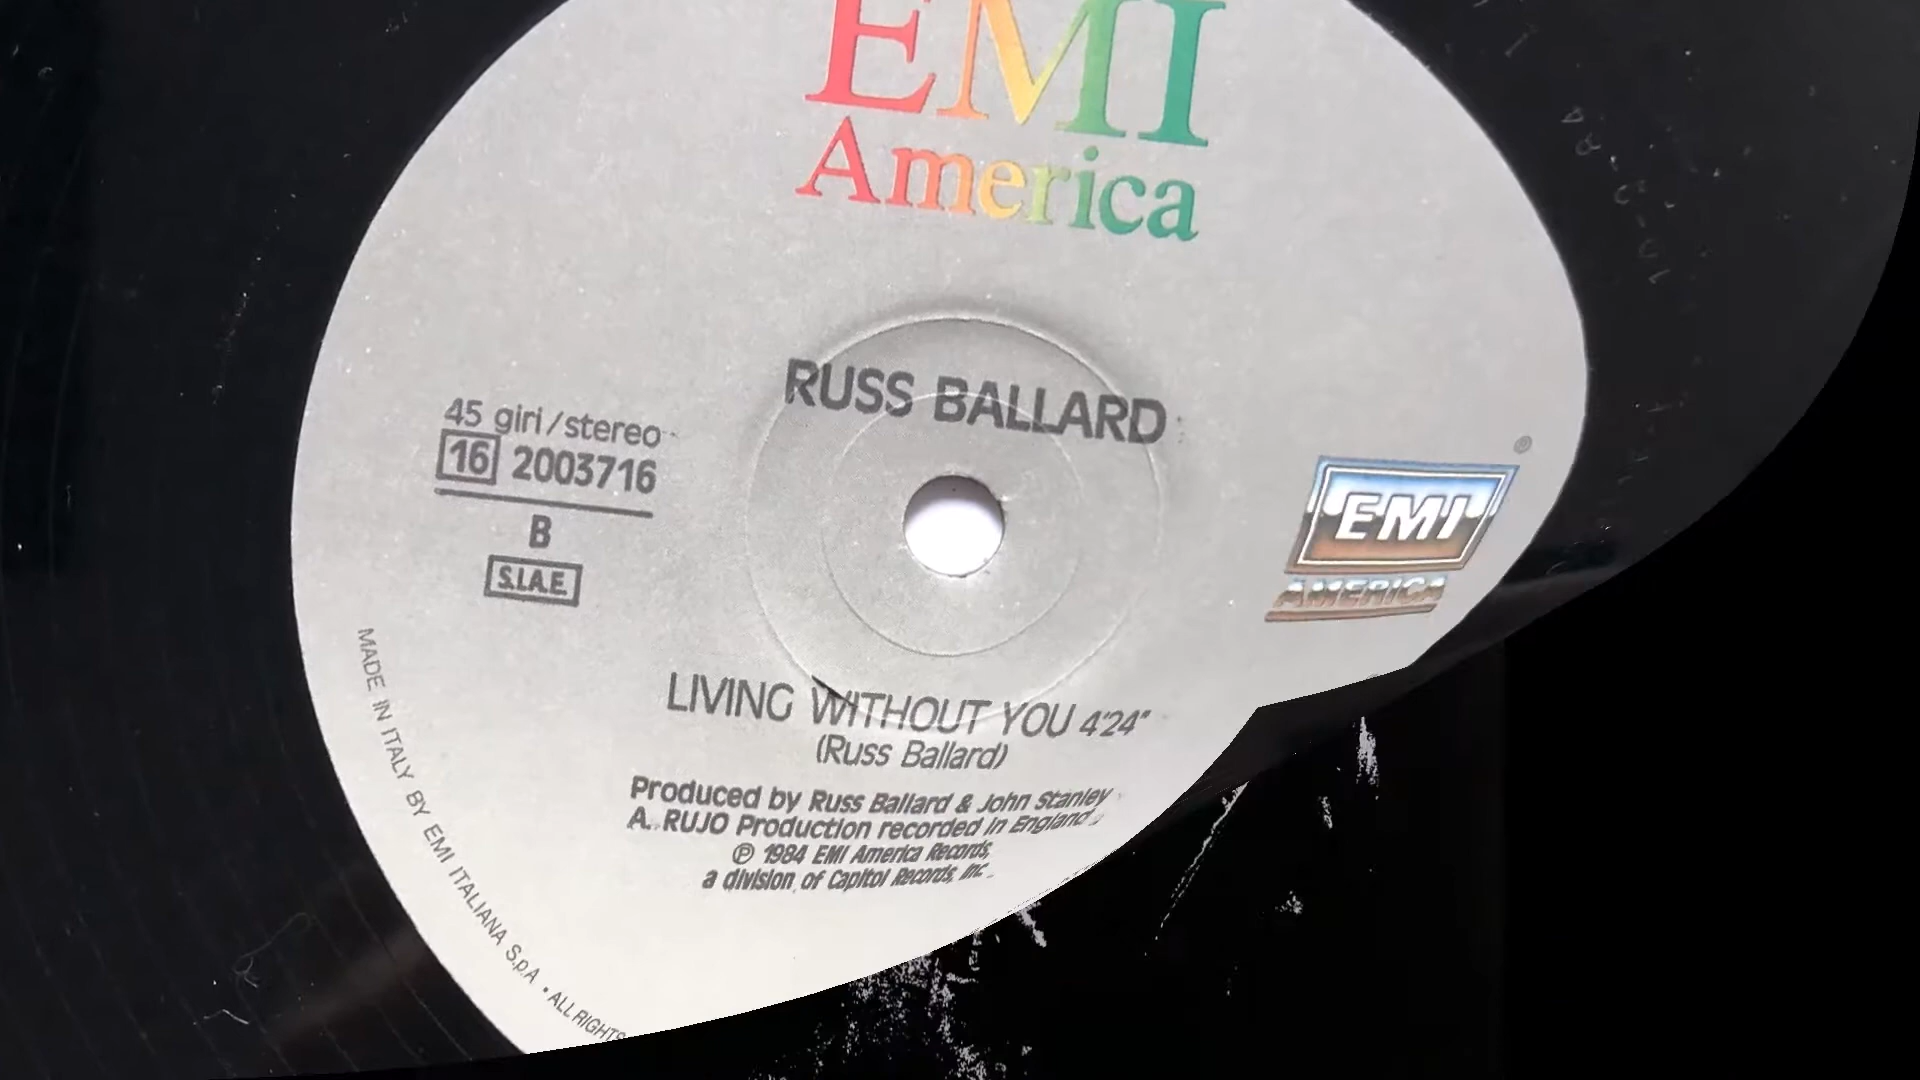 EMI
America
RUSS BALLARD
45 giri/stereo
16 2003716
B
S.I.A.E.
EMI
AMERICA
LIVING WITHOUT YOU 4'24"
(Russ Ballard)
Produced by Russ Ballard & John Stanley
A. RUJO Production recorded in England
℗ 1984 EMI America Records,
a division of Capitol Records, Inc.
MADE IN ITALY BY EMI ITALIANA S.p.A. • ALL RIGHTS